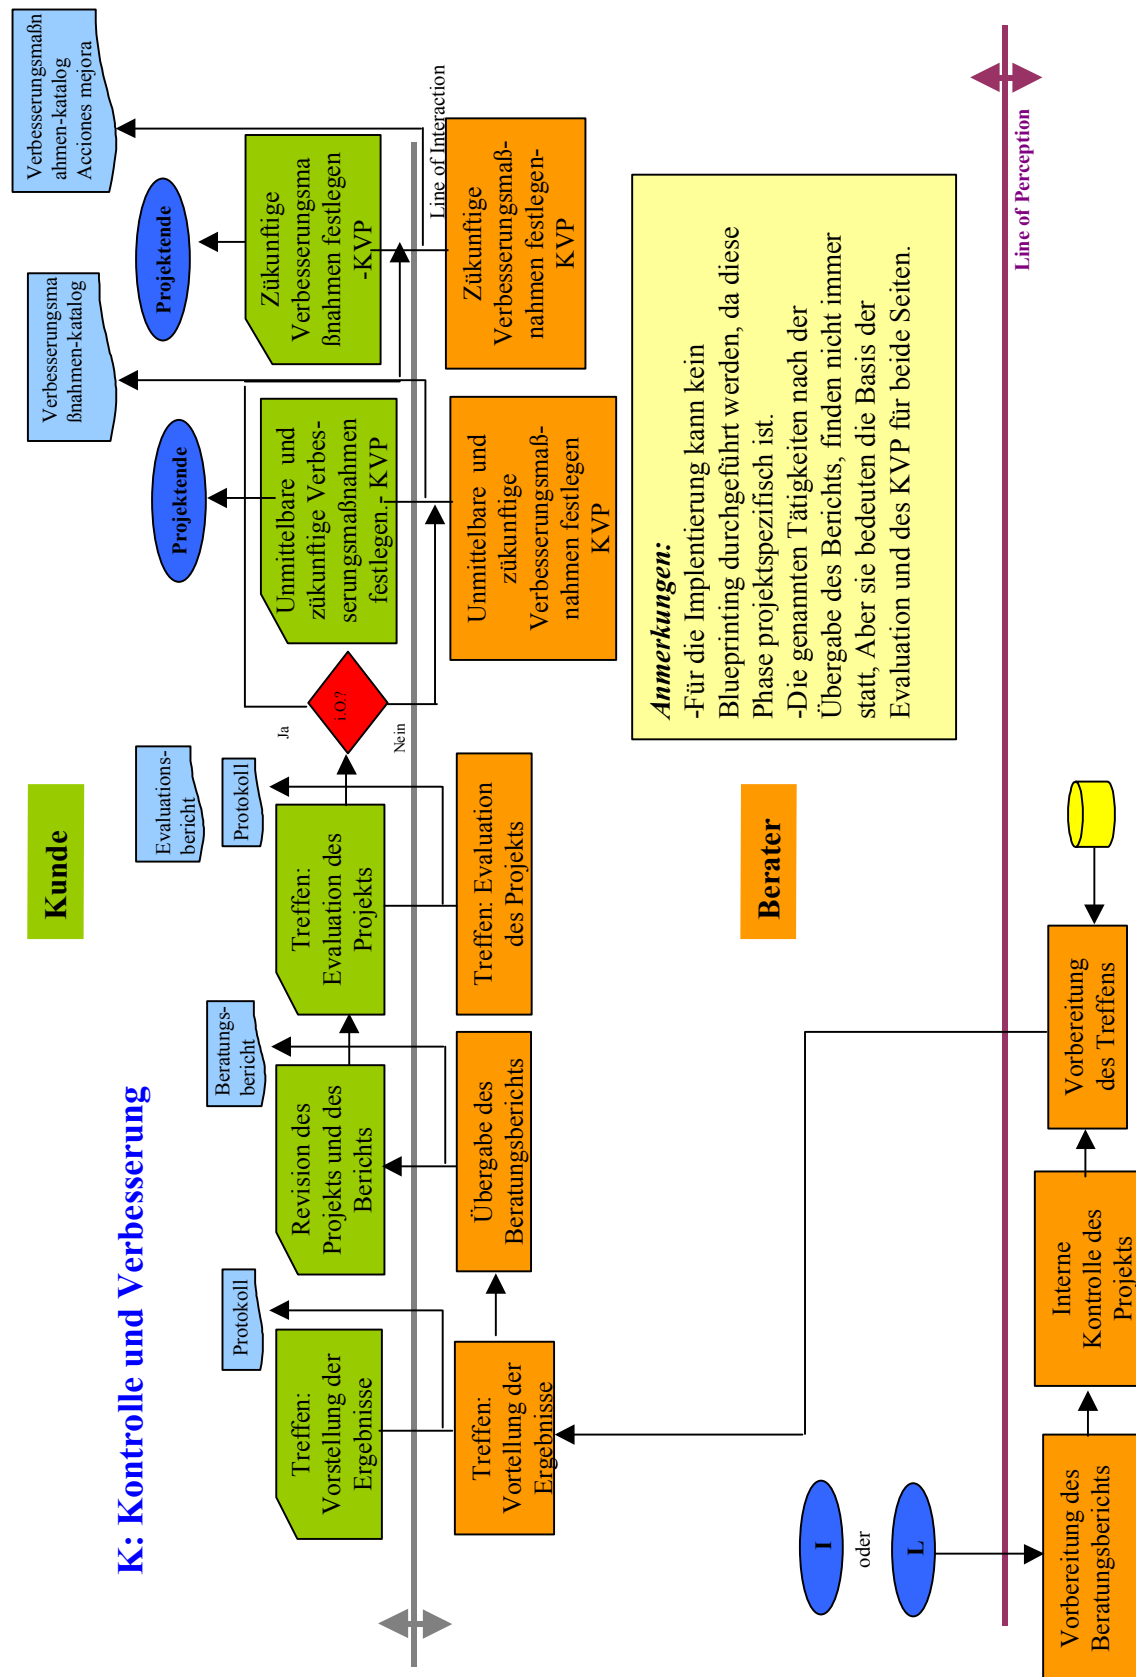 K: Kontrolle und Verbesserung
Kunde
Verbesserungsmaßn
ahmen-katalog
Acciones mejora
Verbesserungsma
ßnahmen-katalog
Projektende
Projektende
Evaluations-
bericht
Protokoll
Beratungs-
bericht
Protokoll
Treffen:
Vorstellung der
Ergebnisse
Revision des
Projekts und des
Berichts
Treffen:
Evaluation des
Projekts
i.O.?
Ja
Nein
Unmittelbare und
zükunftige Verbes-
serungsmaßnahmen
festlegen.- KVP
Zükunftige
Verbesserungsma
ßnahmen festlegen
-KVP
Line of Interaction
Treffen:
Vortellung der
Ergebnisse
Übergabe des
Beratungsberichts
Treffen: Evaluation
des Projekts
Unmittelbare und
zükunftige
Verbesserungsmaß-
nahmen festlegen
KVP
Zükunftige
Verbesserungsmaß-
nahmen festlegen-
KVP
Berater
Anmerkungen:
-Für die Implentierung kann kein
Blueprinting durchgeführt werden, da diese
Phase projektspezifisch ist.
-Die genannten Tätigkeiten nach der
Übergabe des Berichts, finden nicht immer
statt, Aber sie bedeuten die Basis der
Evaluation und des KVP für beide Seiten.
I
oder
L
Line of Perception
Vorbereitung des
Beratungsberichts
Interne
Kontrolle des
Projekts
Vorbereitung
des Treffens